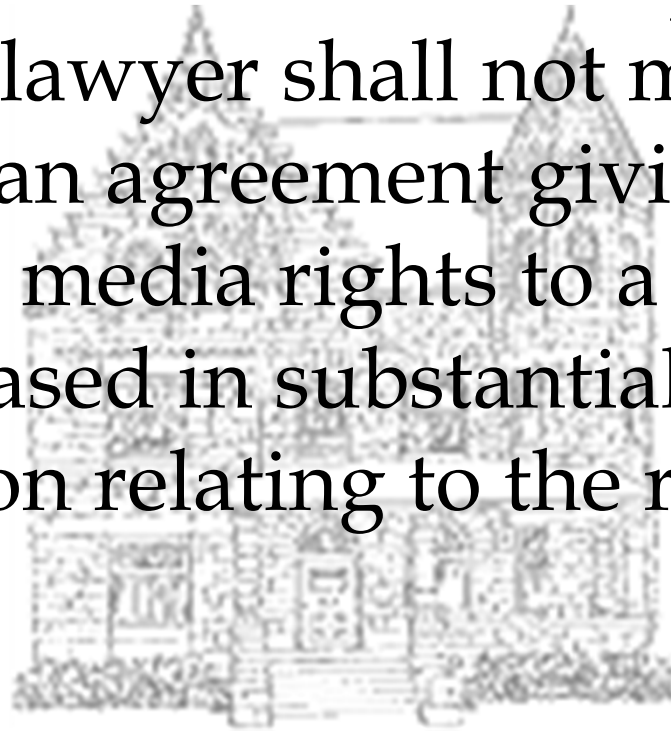 lawyer shall not m
an agreement givi
media rights to a
ased in substantial
on relating to the r